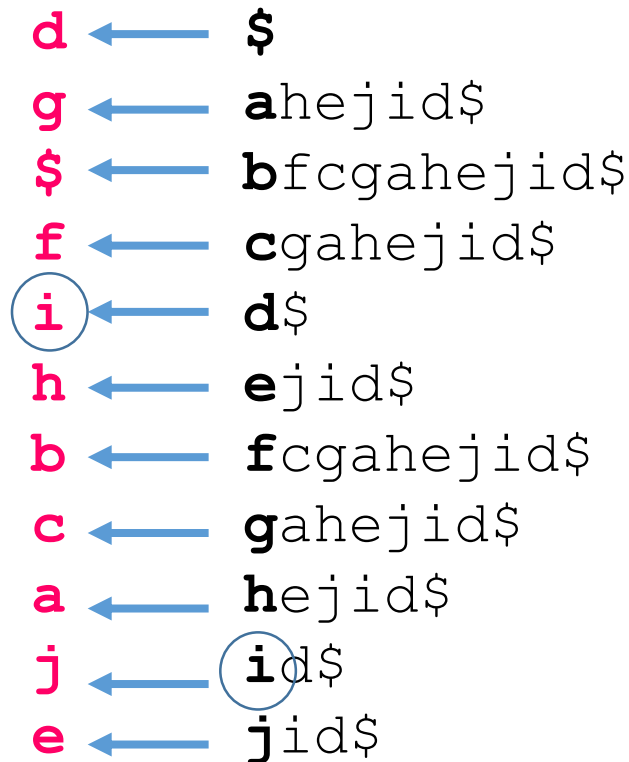 d $
g ahejid$
$ bfcgahejid$
f cgahejid$
i d$
h ejid$
b fcgahejid$
c gahejid$
a hejid$
j id$
e jid$